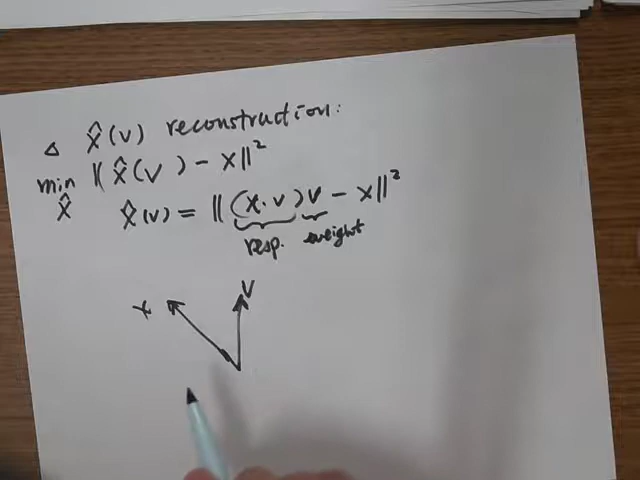 △ x̂(v) reconstruction:
min ‖x̂(v) - x‖²
x̂ x̂(v) = ‖(x·v)v - x‖²
resp. weight
x v